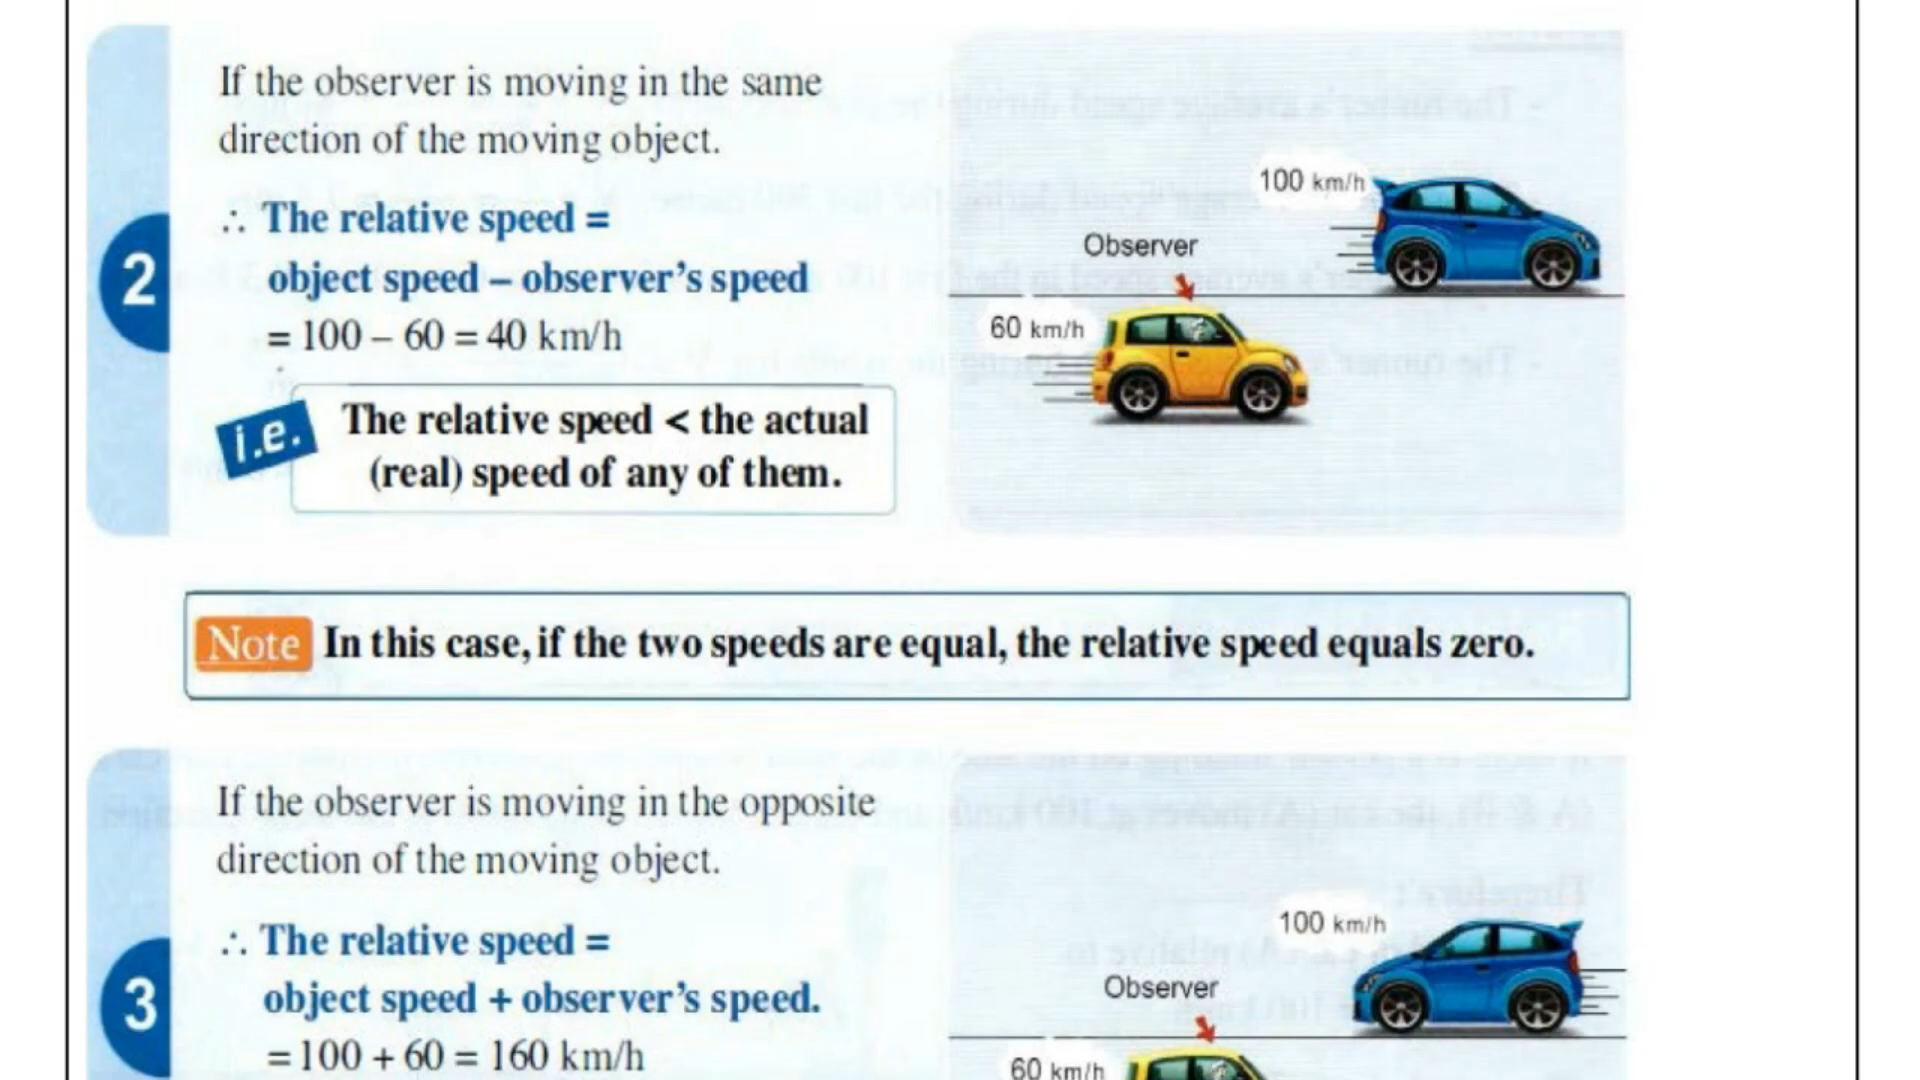 If the observer is moving in the same
direction of the moving object.
∴ The relative speed =
object speed – observer's speed
= 100 – 60 = 40 km/h
i.e. The relative speed < the actual
(real) speed of any of them.
100 km/h
Observer
60 km/h
2
Note In this case, if the two speeds are equal, the relative speed equals zero.
If the observer is moving in the opposite
direction of the moving object.
∴ The relative speed =
object speed + observer's speed.
= 100 + 60 = 160 km/h
100 km/h
Observer
60 km/h
3